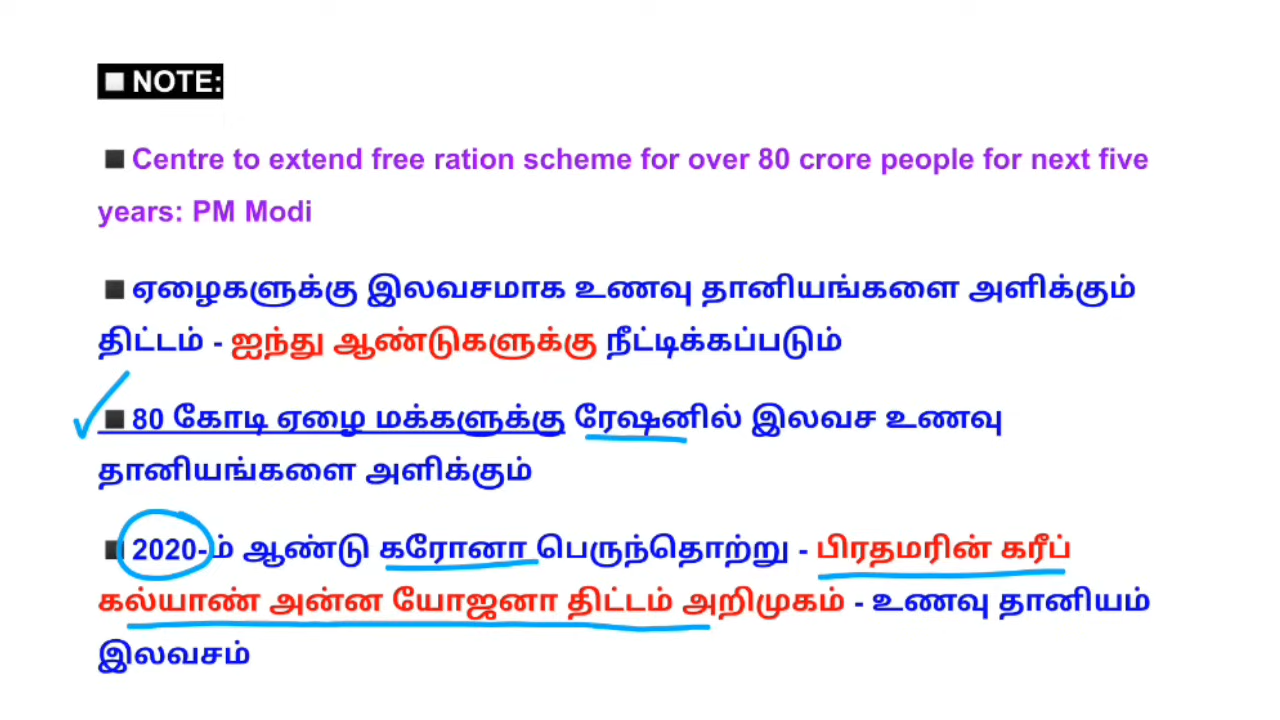 ◻️NOTE:
◾Centre to extend free ration scheme for over 80 crore people for next five
years: PM Modi
◾ஏழைகளுக்கு இலவசமாக உணவு தானியங்களை அளிக்கும்
திட்டம் - ஐந்து ஆண்டுகளுக்கு நீட்டிக்கப்படும்
◾80 கோடி ஏழை மக்களுக்கு ரேஷனில் இலவச உணவு
தானியங்களை அளிக்கும்
◾2020-ம் ஆண்டு கரோனா பெருந்தொற்று - பிரதமரின் கரீப்
கல்யாண் அன்ன யோஜனா திட்டம் அறிமுகம் - உணவு தானியம்
இலவசம்